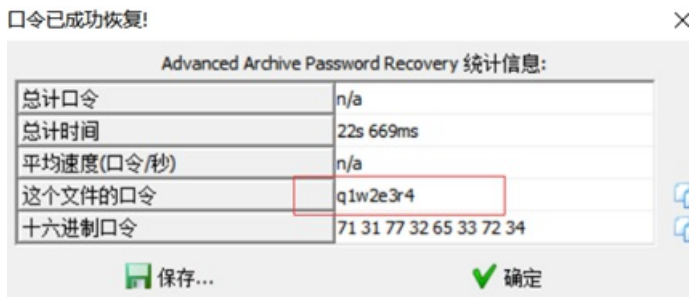 口令已成功恢复!
Advanced Archive Password Recovery 统计信息:
总计口令 n/a
总计时间 22s 669ms
平均速度(口令/秒) n/a
这个文件的口令 q1w2e3r4
十六进制口令 71 31 77 32 65 33 72 34
保存... 确定